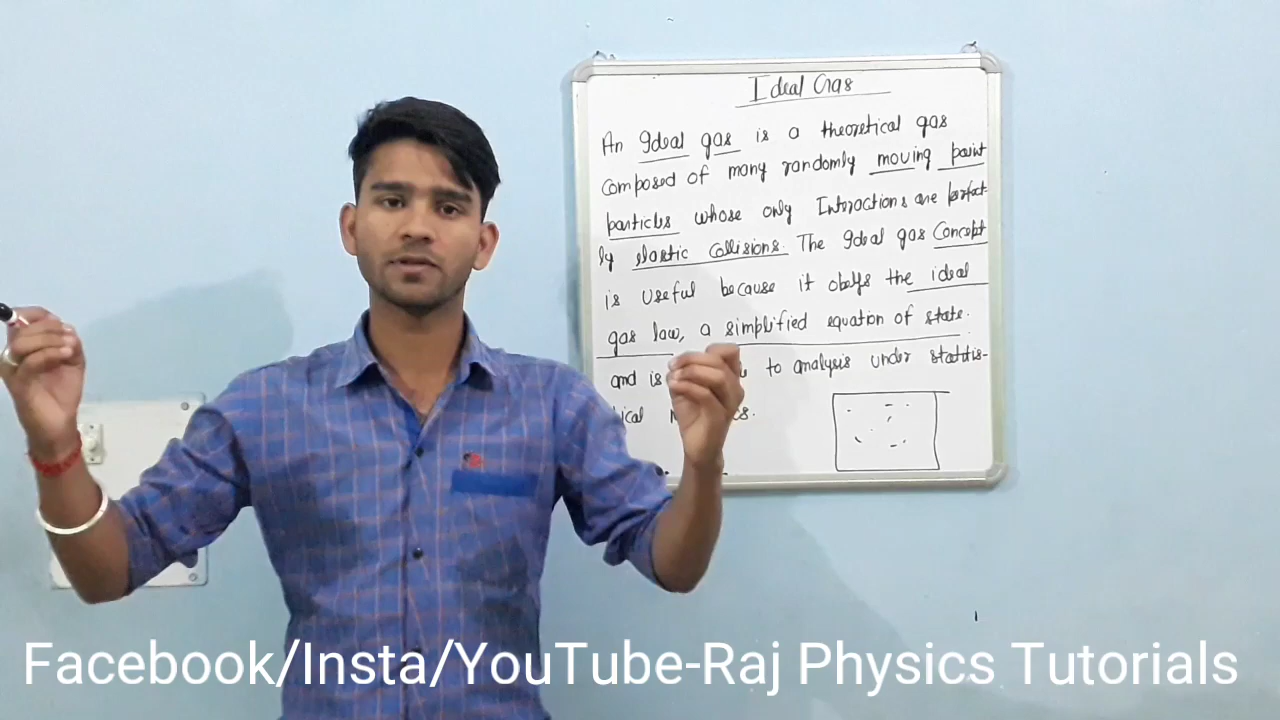 Ideal Gas
An Ideal gas is a theoretical gas
composed of many randomly moving point
particles whose only Interactions are perfect-
ly elastic collisions. The Ideal gas Concept
is useful because it obeys the ideal
gas law, a simplified equation of state.
and is to analysis under statitis-
Facebook/Insta/YouTube-Raj Physics Tutorials